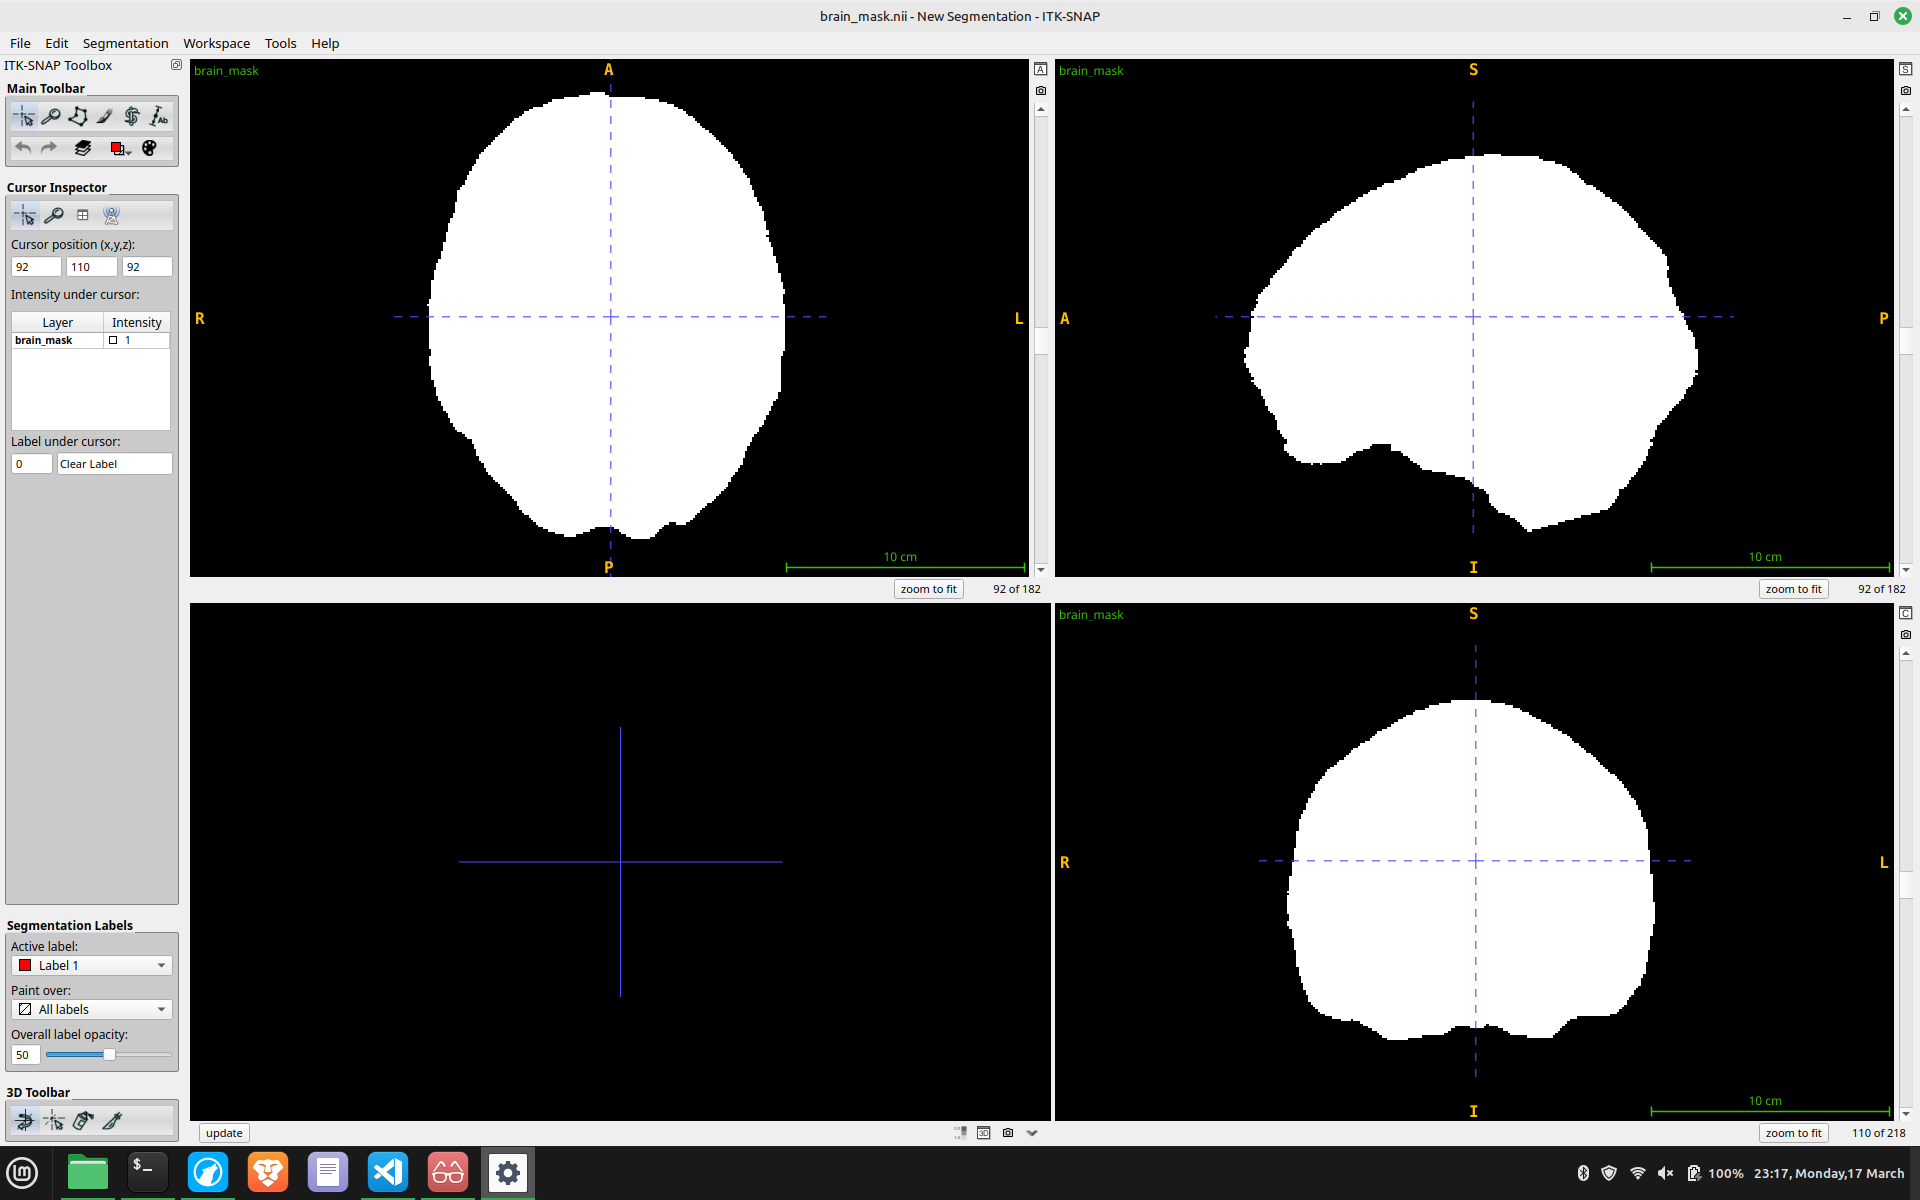 brain_mask.nii - New Segmentation - ITK-SNAP
File Edit Segmentation Workspace Tools Help
ITK-SNAP Toolbox
Main Toolbar
Ab
Cursor Inspector
Cursor position (x,y,z):
92 110 92
Intensity under cursor:
Layer Intensity
brain_mask 1
Label under cursor:
0 Clear Label
Segmentation Labels
Active label:
Label 1
Paint over:
All labels
Overall label opacity:
50
3D Toolbar
brain_mask
A
R
L
P
10 cm
A
zoom to fit 92 of 182
brain_mask
S
A
P
I
10 cm
S
zoom to fit 92 of 182
update
3D
brain_mask
S
R
L
I
10 cm
C
zoom to fit 110 of 218
lm
$_
100% 23:17, Monday,17 March